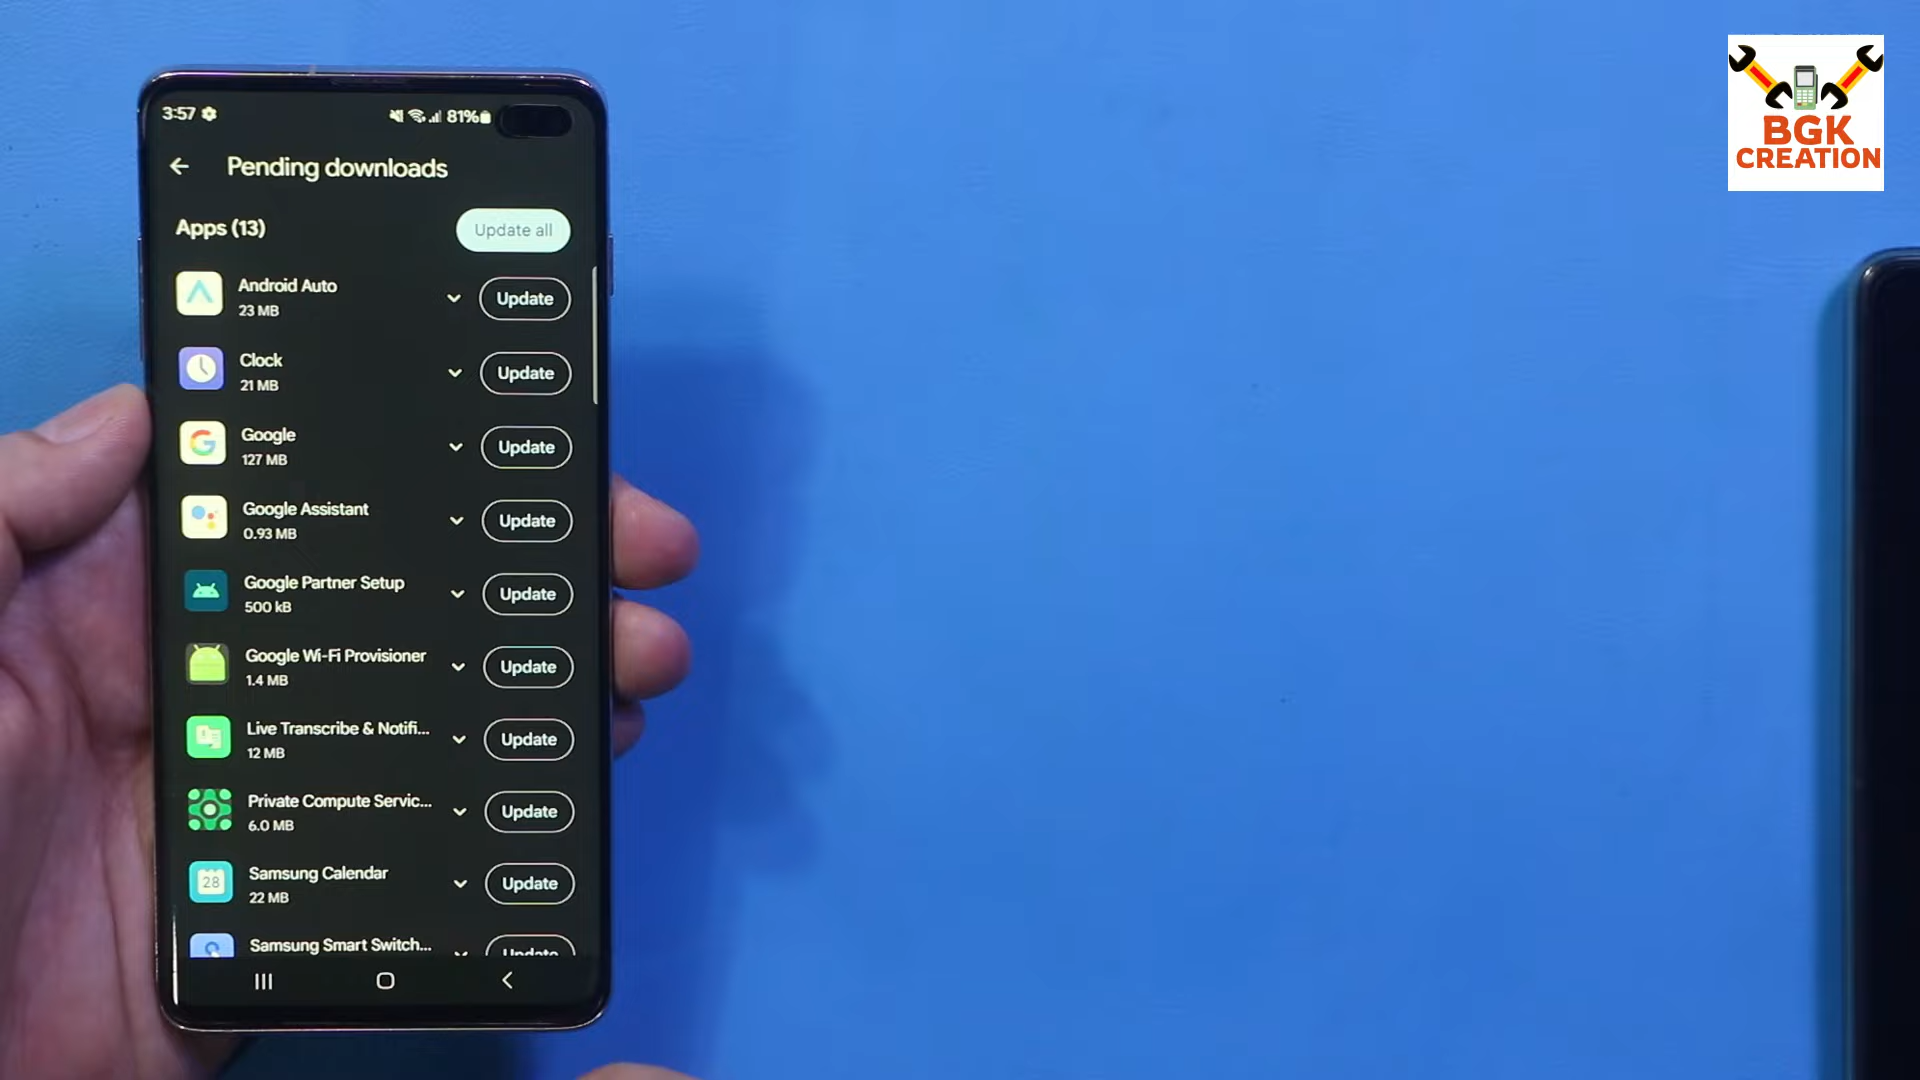 3:57
81%
Pending downloads
Apps (13)
Update all
Android Auto
23 MB
Update
Clock
21 MB
Update
Google
127 MB
Update
Google Assistant
0.93 MB
Update
Google Partner Setup
500 kB
Update
Google Wi-Fi Provisioner
1.4 MB
Update
Live Transcribe & Notifi...
12 MB
Update
Private Compute Servic...
6.0 MB
Update
Samsung Calendar
22 MB
Update
28
Samsung Smart Switch...
Update
BGK
CREATION